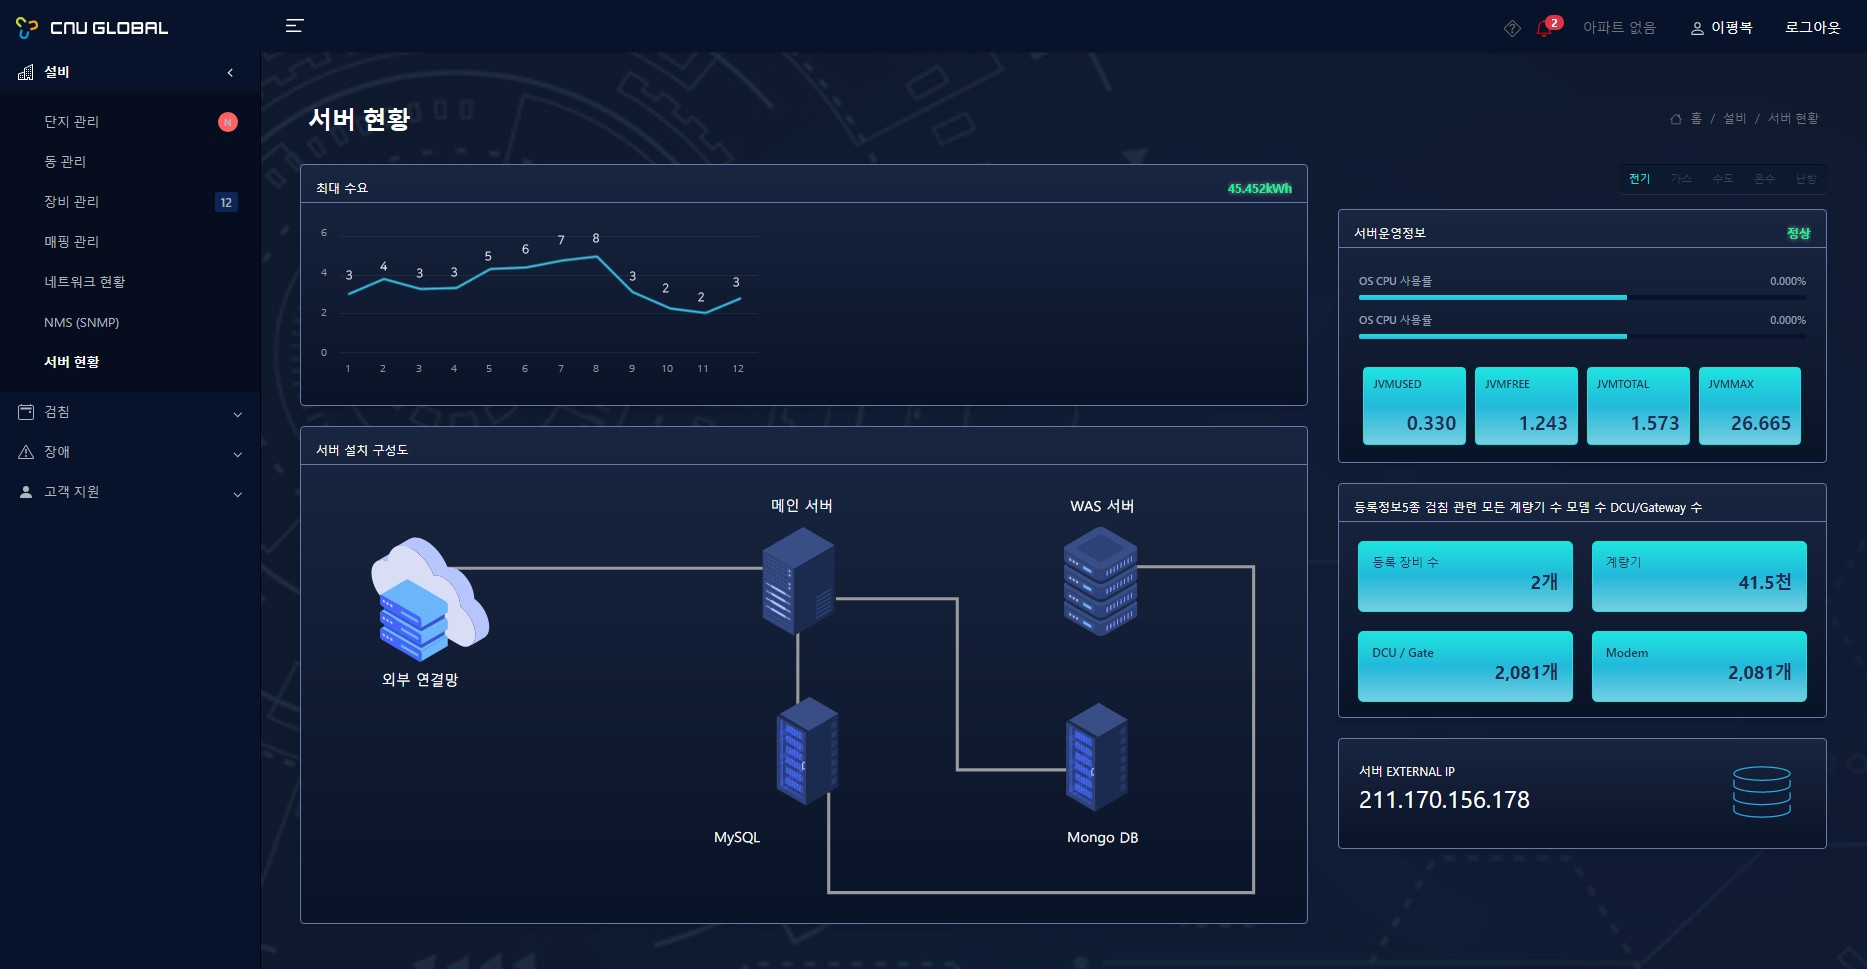 CNU GLOBAL
2
아파트 없음
이평복
로그아웃
설비
단지 관리
N
동 관리
장비 관리
12
매핑 관리
네트워크 현황
NMS (SNMP)
서버 현황
검침
장애
고객 지원
서버 현황
홈 / 설비 / 서버 현황
최대 수요
45.452kWh
6
4
2
0
3 4 3 3 5 6 7 8 3 2 2 3
1 2 3 4 5 6 7 8 9 10 11 12
서버 설치 구성도
메인 서버
WAS 서버
외부 연결망
MySQL
Mongo DB
전기 가스 수도 온수 난방
서버운영정보
정상
OS CPU 사용률
0.000%
OS CPU 사용률
0.000%
JVMUSED
0.330
JVMFREE
1.243
JVMTOTAL
1.573
JVMMAX
26.665
등록정보5종 검침 관련 모든 계량기 수 모뎀 수 DCU/Gateway 수
등록 장비 수
2개
계량기
41.5천
DCU / Gate
2,081개
Modem
2,081개
서버 EXTERNAL IP
211.170.156.178